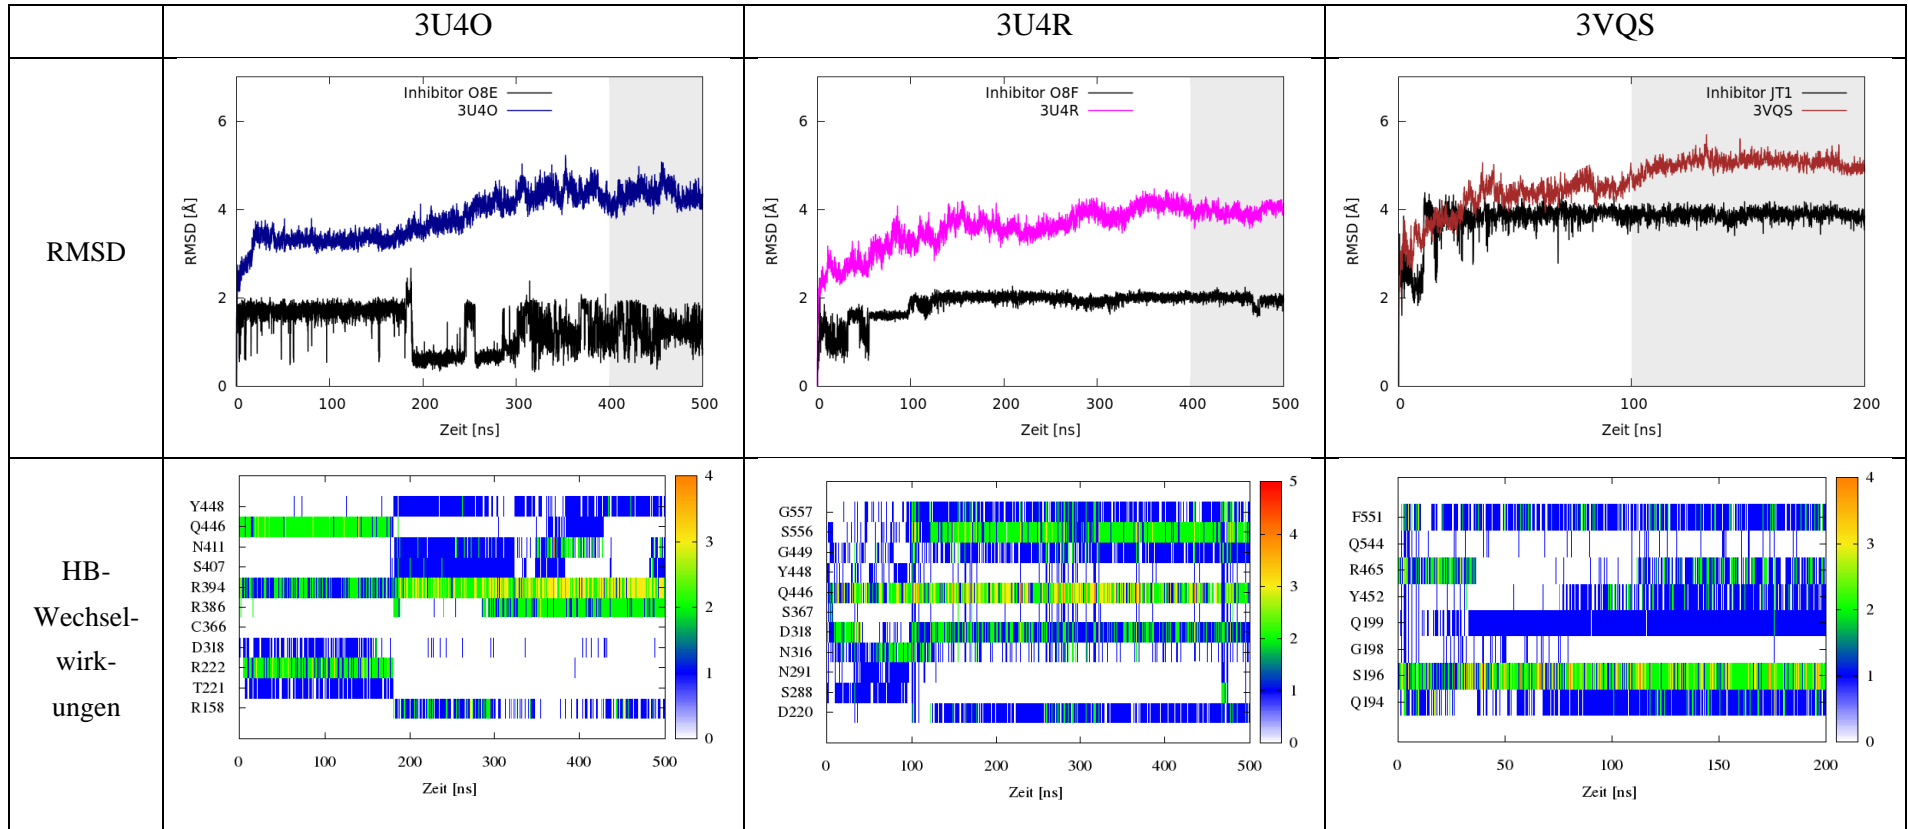 3U4O
3U4R
3VQS
RMSD
Inhibitor O8E
3U4O
RMSD [Å]
6
4
2
0
0 100 200 300 400 500
Zeit [ns]
Inhibitor O8F
3U4R
RMSD [Å]
6
4
2
0
0 100 200 300 400 500
Zeit [ns]
Inhibitor JT1
3VQS
RMSD [Å]
6
4
2
0
0 100 200
Zeit [ns]
HB-
Wechsel-
wirk-
ungen
Y448
Q446
N411
S407
R394
R386
C366
D318
R222
T221
R158
0 100 200 300 400 500
Zeit [ns]
4
3
2
1
0
G557
S556
G449
Y448
Q446
S367
D318
N316
N291
S288
D220
0 100 200 300 400 500
Zeit [ns]
5
4
3
2
1
0
F551
Q544
R465
Y452
Q199
G198
S196
Q194
0 50 100 150 200
Zeit [ns]
4
3
2
1
0